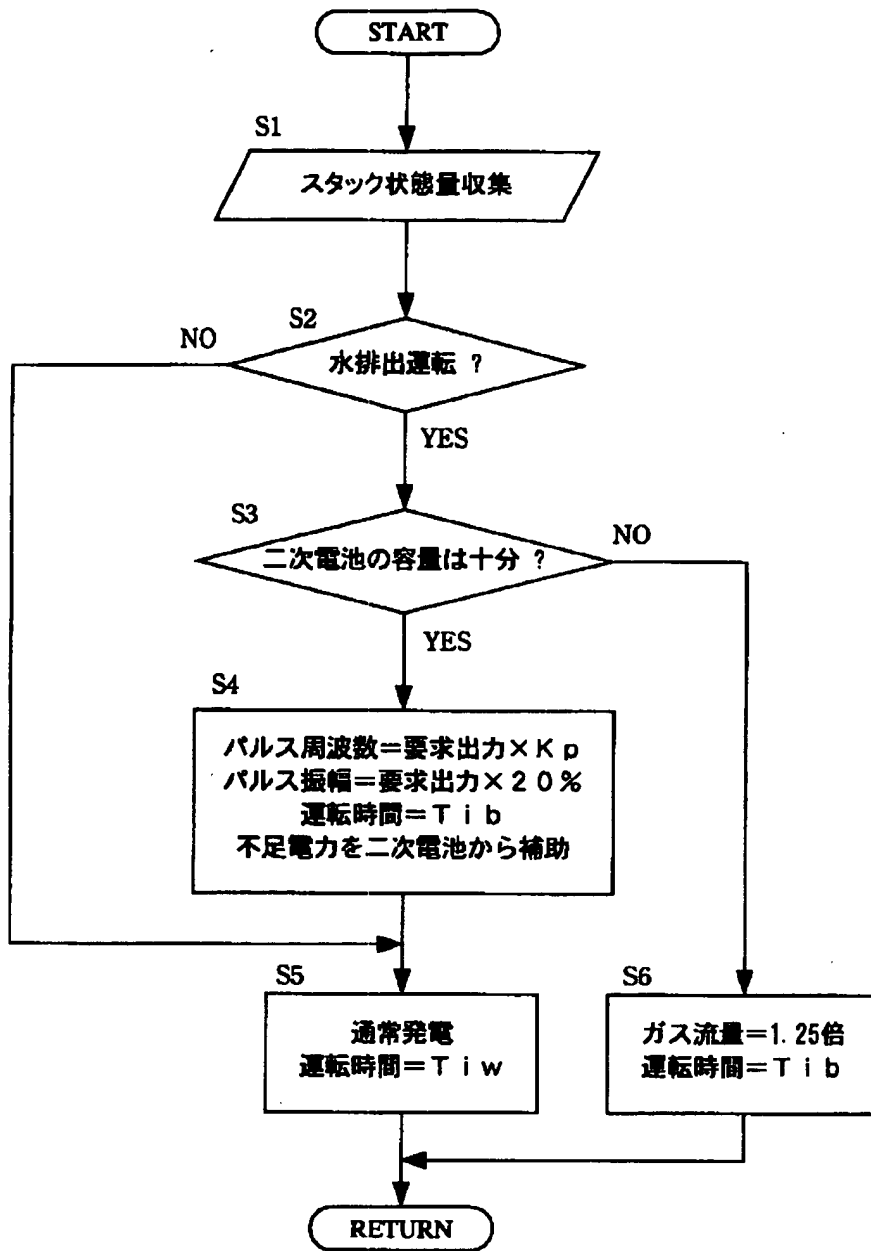 START
S1
スタック状態量収集
S2
NO
水排出運転 ?
YES
S3
NO
二次電池の容量は十分 ?
YES
S4
パルス周波数=要求出力×Kp
パルス振幅=要求出力×20%
運転時間=Tib
不足電力を二次電池から補助
S5
通常発電
運転時間=Tiw
S6
ガス流量=1.25倍
運転時間=Tib
RETURN